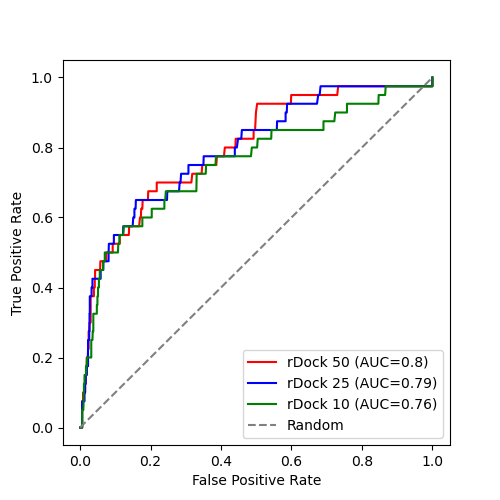 1.0
0.8
0.6
0.4
0.2
0.0
True Positive Rate
rDock 50 (AUC=0.8)
rDock 25 (AUC=0.79)
rDock 10 (AUC=0.76)
Random
0.0 0.2 0.4 0.6 0.8 1.0
False Positive Rate